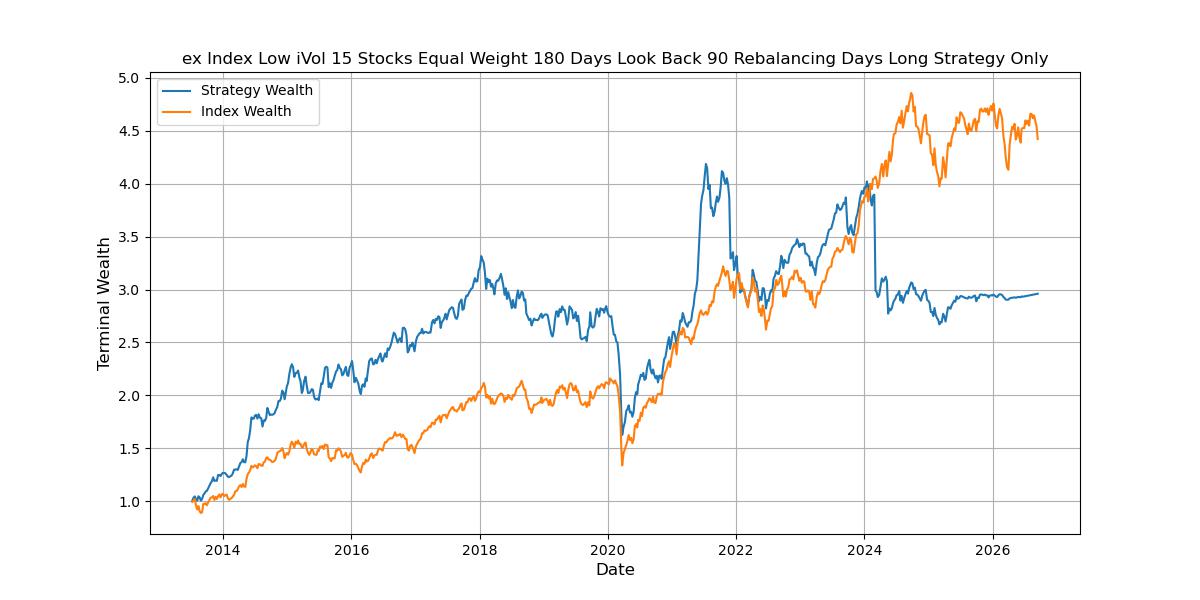 ex Index Low iVol 15 Stocks Equal Weight 180 Days Look Back 90 Rebalancing Days Long Strategy Only
Strategy Wealth
Index Wealth
Terminal Wealth
5.0
4.5
4.0
3.5
3.0
2.5
2.0
1.5
1.0
2014 2016 2018 2020 2022 2024 2026
Date